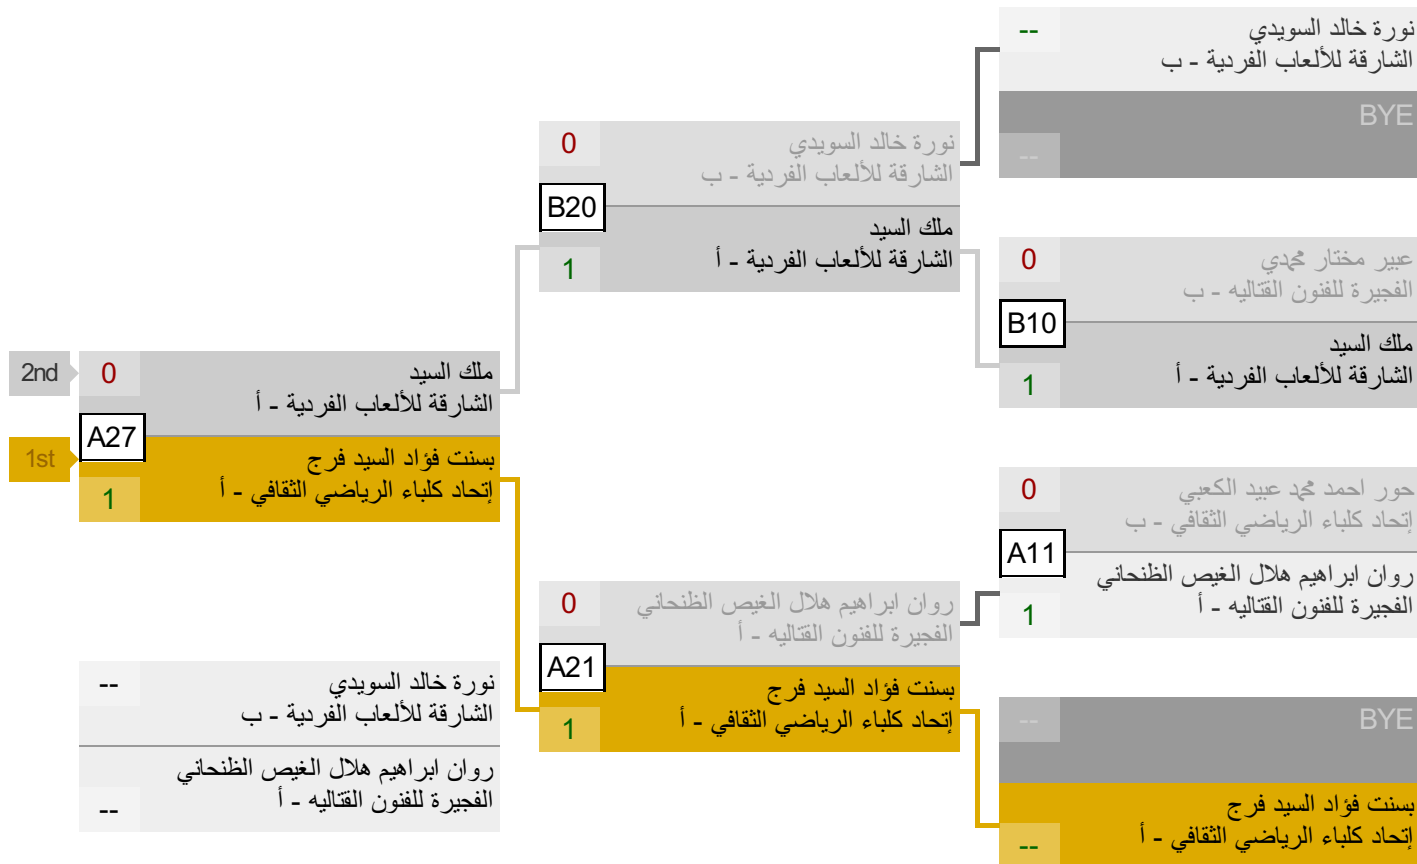 --
نورة خالد السويدي
الشارقة للألعاب الفردية - ب
BYE
--
0
نورة خالد السويدي
الشارقة للألعاب الفردية - ب
B20
ملك السيد
الشارقة للألعاب الفردية - أ
1
0
عبير مختار محمدي
الفجيرة للفنون القتاليه - ب
B10
ملك السيد
الشارقة للألعاب الفردية - أ
1
2nd
0
ملك السيد
الشارقة للألعاب الفردية - أ
A27
1st
بسنت فؤاد السيد فرج
إتحاد كلباء الرياضي الثقافي - أ
1
0
حور احمد محمد عبيد الكعبي
إتحاد كلباء الرياضي الثقافي - ب
A11
روان ابراهيم هلال الغيص الظنحاني
الفجيرة للفنون القتاليه - أ
1
0
روان ابراهيم هلال الغيص الظنحاني
الفجيرة للفنون القتاليه - أ
A21
بسنت فؤاد السيد فرج
إتحاد كلباء الرياضي الثقافي - أ
1
--
نورة خالد السويدي
الشارقة للألعاب الفردية - ب
روان ابراهيم هلال الغيص الظنحاني
الفجيرة للفنون القتاليه - أ
--
--
BYE
بسنت فؤاد السيد فرج
إتحاد كلباء الرياضي الثقافي - أ
--